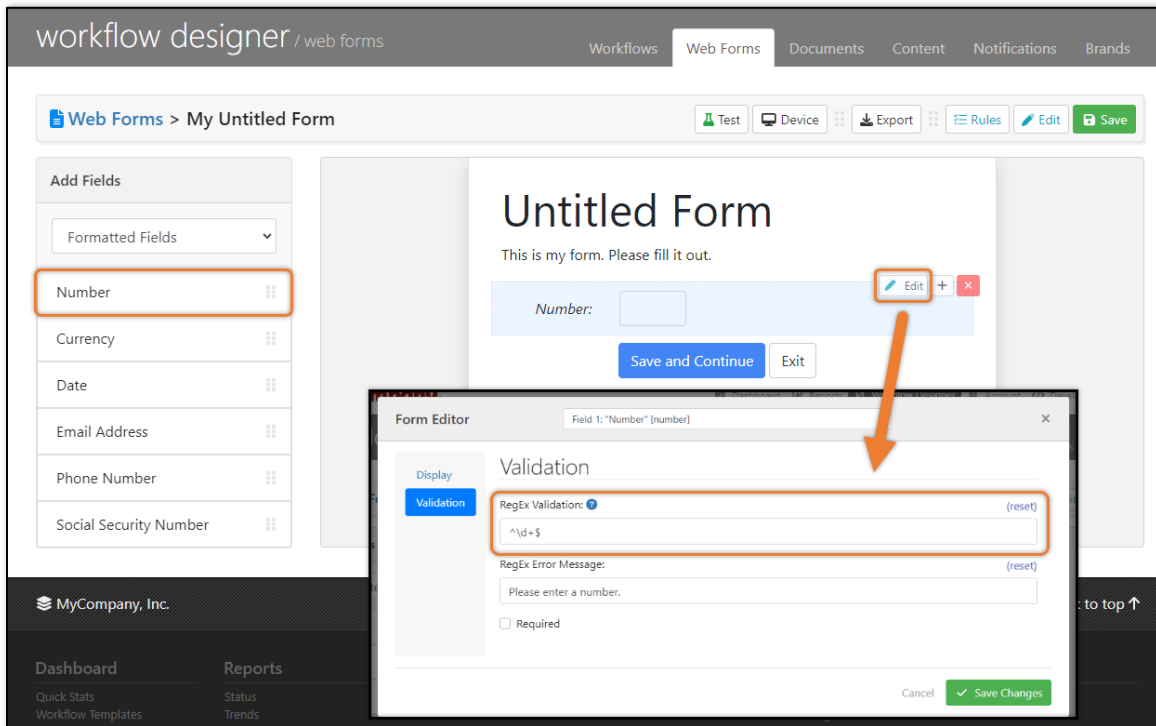 workflow designer / web forms
Workflows Web Forms Documents Content Notifications Brands
Web Forms > My Untitled Form
Test Device Export Rules Edit Save
Add Fields
Formatted Fields
Number
Currency
Date
Email Address
Phone Number
Social Security Number
Untitled Form
This is my form. Please fill it out.
Edit + ×
Number:
Save and Continue Exit
Form Editor
Field 1: "Number" [number]
×
Display
Validation
Validation
RegEx Validation: ?
(reset)
^\d+$
RegEx Error Message:
(reset)
Please enter a number.
Required
Cancel Save Changes
MyCompany, Inc.
to top
Dashboard
Quick Stats
Workflow Templates
Reports
Status
Trends